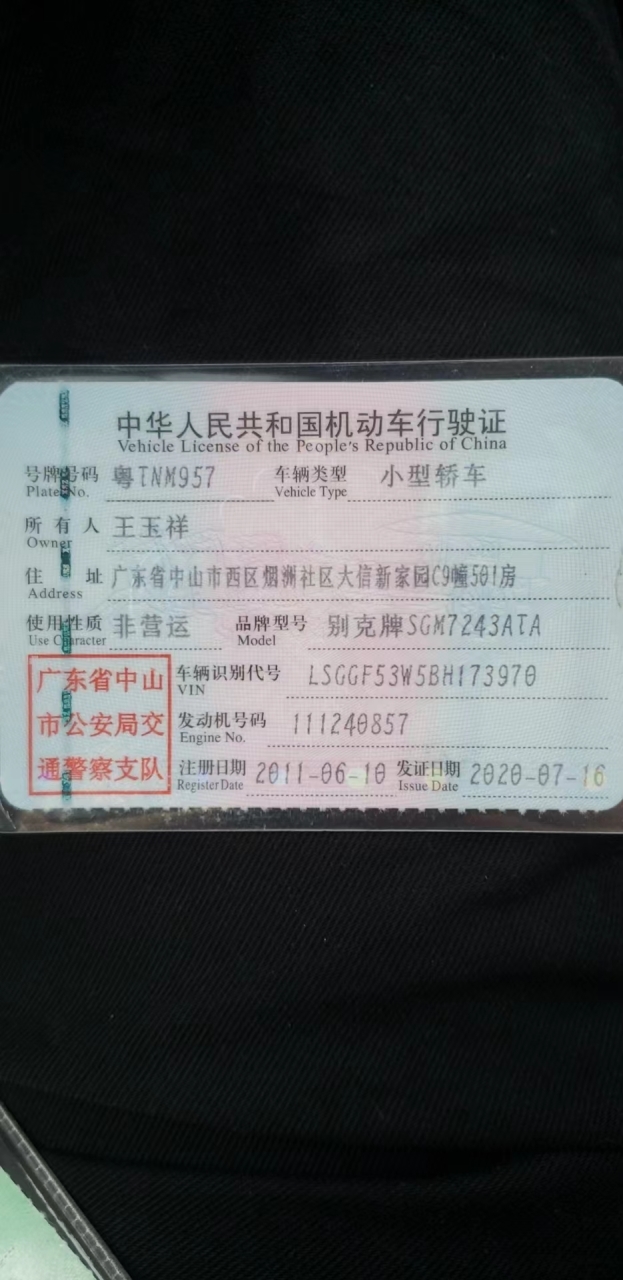 中华人民共和国机动车行驶证
Vehicle License of the People's Republic of China
号牌号码 粤TNM957 车辆类型 小型轿车
Plate No. Vehicle Type
所有人 王玉祥
Owner
住址 广东省中山市西区烟洲社区大信新家园C9幢501房
Address
使用性质 非营运 品牌型号 别克牌SGM7243ATA
Use Character Model
广东省中山 车辆识别代号 LSGGF53W5BH173970
VIN
市公安局交 发动机号码 111240857
Engine No.
通警察支队 注册日期 2011-06-10 发证日期 2020-07-16
Register Date Issue Date